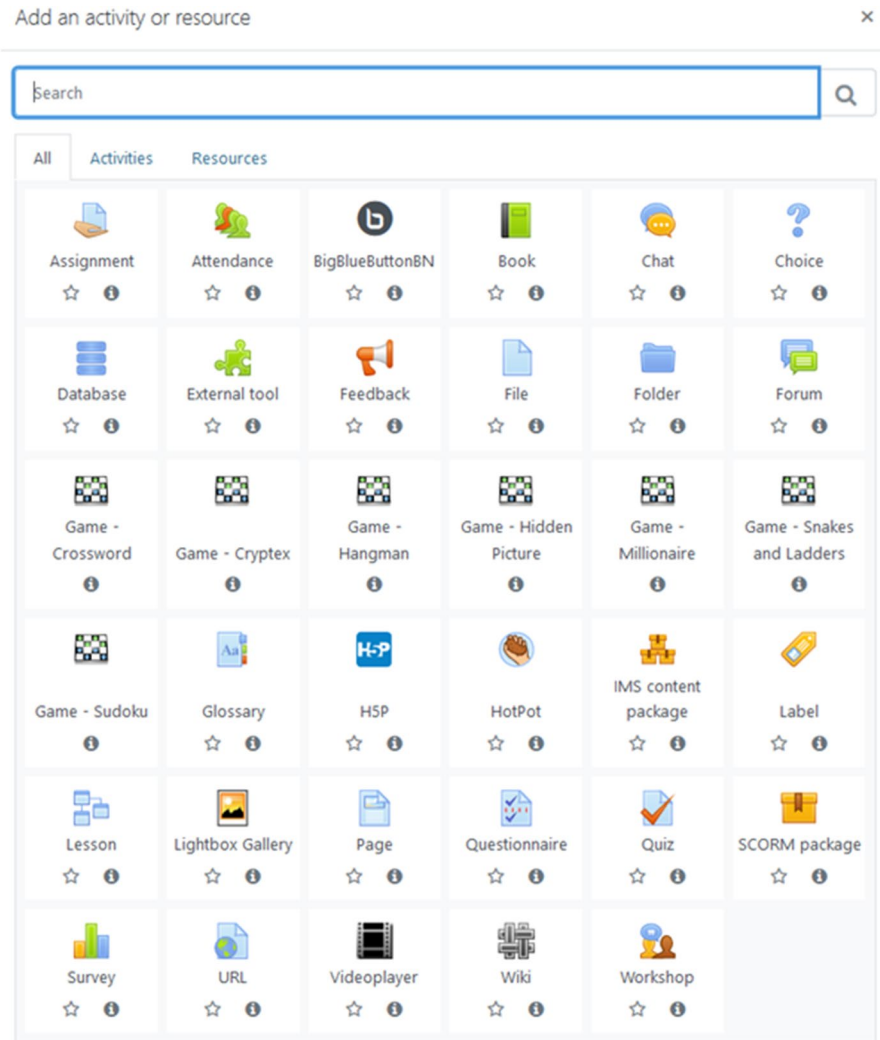 Add an activity or resource ×
Search
All Activities Resources
Assignment Attendance BigBlueButtonBN Book Chat Choice
Database External tool Feedback File Folder Forum
Game - Game - Game - Hidden Game - Game - Snakes
Crossword Game - Cryptex Hangman Picture Millionaire and Ladders
Aa H5P
IMS content
Game - Sudoku Glossary H5P HotPot package Label
Lesson Lightbox Gallery Page Questionnaire Quiz SCORM package
Survey URL Videoplayer Wiki Workshop